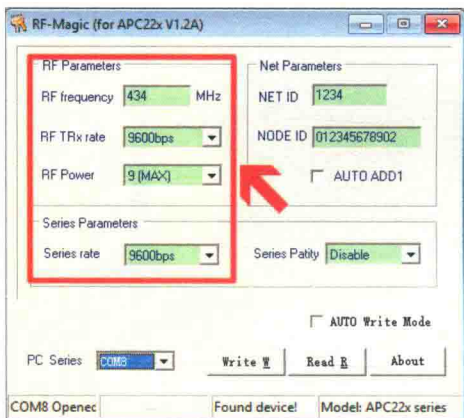 RF-Magic (for APC22x V1.2A)
RF Parameters
RF frequency 434 MHz
RF TRx rate 9600bps
RF Power 9 (MAX)
Net Parameters
NET ID 1234
NODE ID 012345678902
AUTO ADD1
Series Parameters
Series rate 9600bps
Series Patity Disable
AUTO Write Mode
PC Series COM8
Write W
Read R
About
COM8 Opened
Found device!
Model: APC22x series